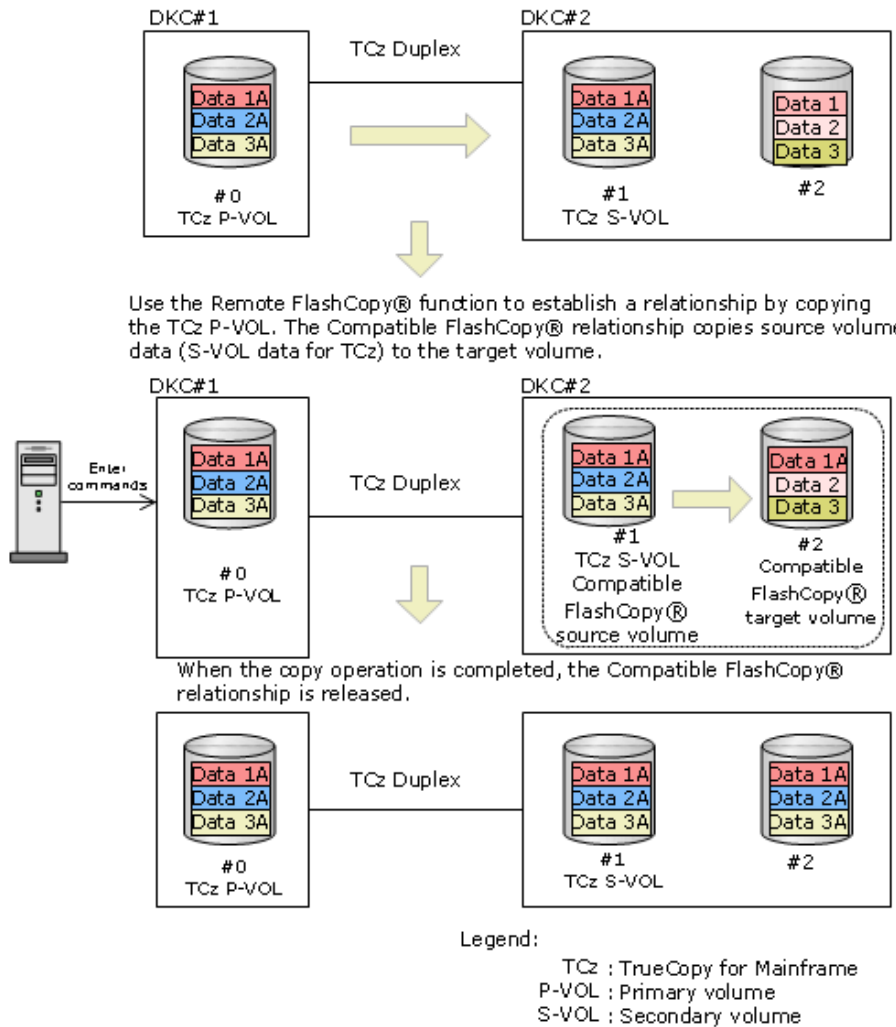 DKC#1
DKC#2
TCz Duplex
Data 1A
Data 2A
Data 3A
#0
TCz P-VOL
Data 1A
Data 2A
Data 3A
#1
TCz S-VOL
Data 1
Data 2
Data 3
#2
Use the Remote FlashCopy® function to establish a relationship by copying
the TCz P-VOL. The Compatible FlashCopy® relationship copies source volume
data (S-VOL data for TCz) to the target volume.
DKC#1
DKC#2
Enter
commands
Data 1A
Data 2A
Data 3A
#0
TCz P-VOL
TCz Duplex
Data 1A
Data 2A
Data 3A
#1
TCz S-VOL
Compatible
FlashCopy®
source volume
Data 1A
Data 2
Data 3
#2
Compatible
FlashCopy®
target volume
When the copy operation is completed, the Compatible FlashCopy®
relationship is released.
Data 1A
Data 2A
Data 3A
#0
TCz P-VOL
TCz Duplex
Data 1A
Data 2A
Data 3A
#1
TCz S-VOL
Data 1A
Data 2A
Data 3A
#2
Legend:
TCz : TrueCopy for Mainframe
P-VOL : Primary volume
S-VOL : Secondary volume